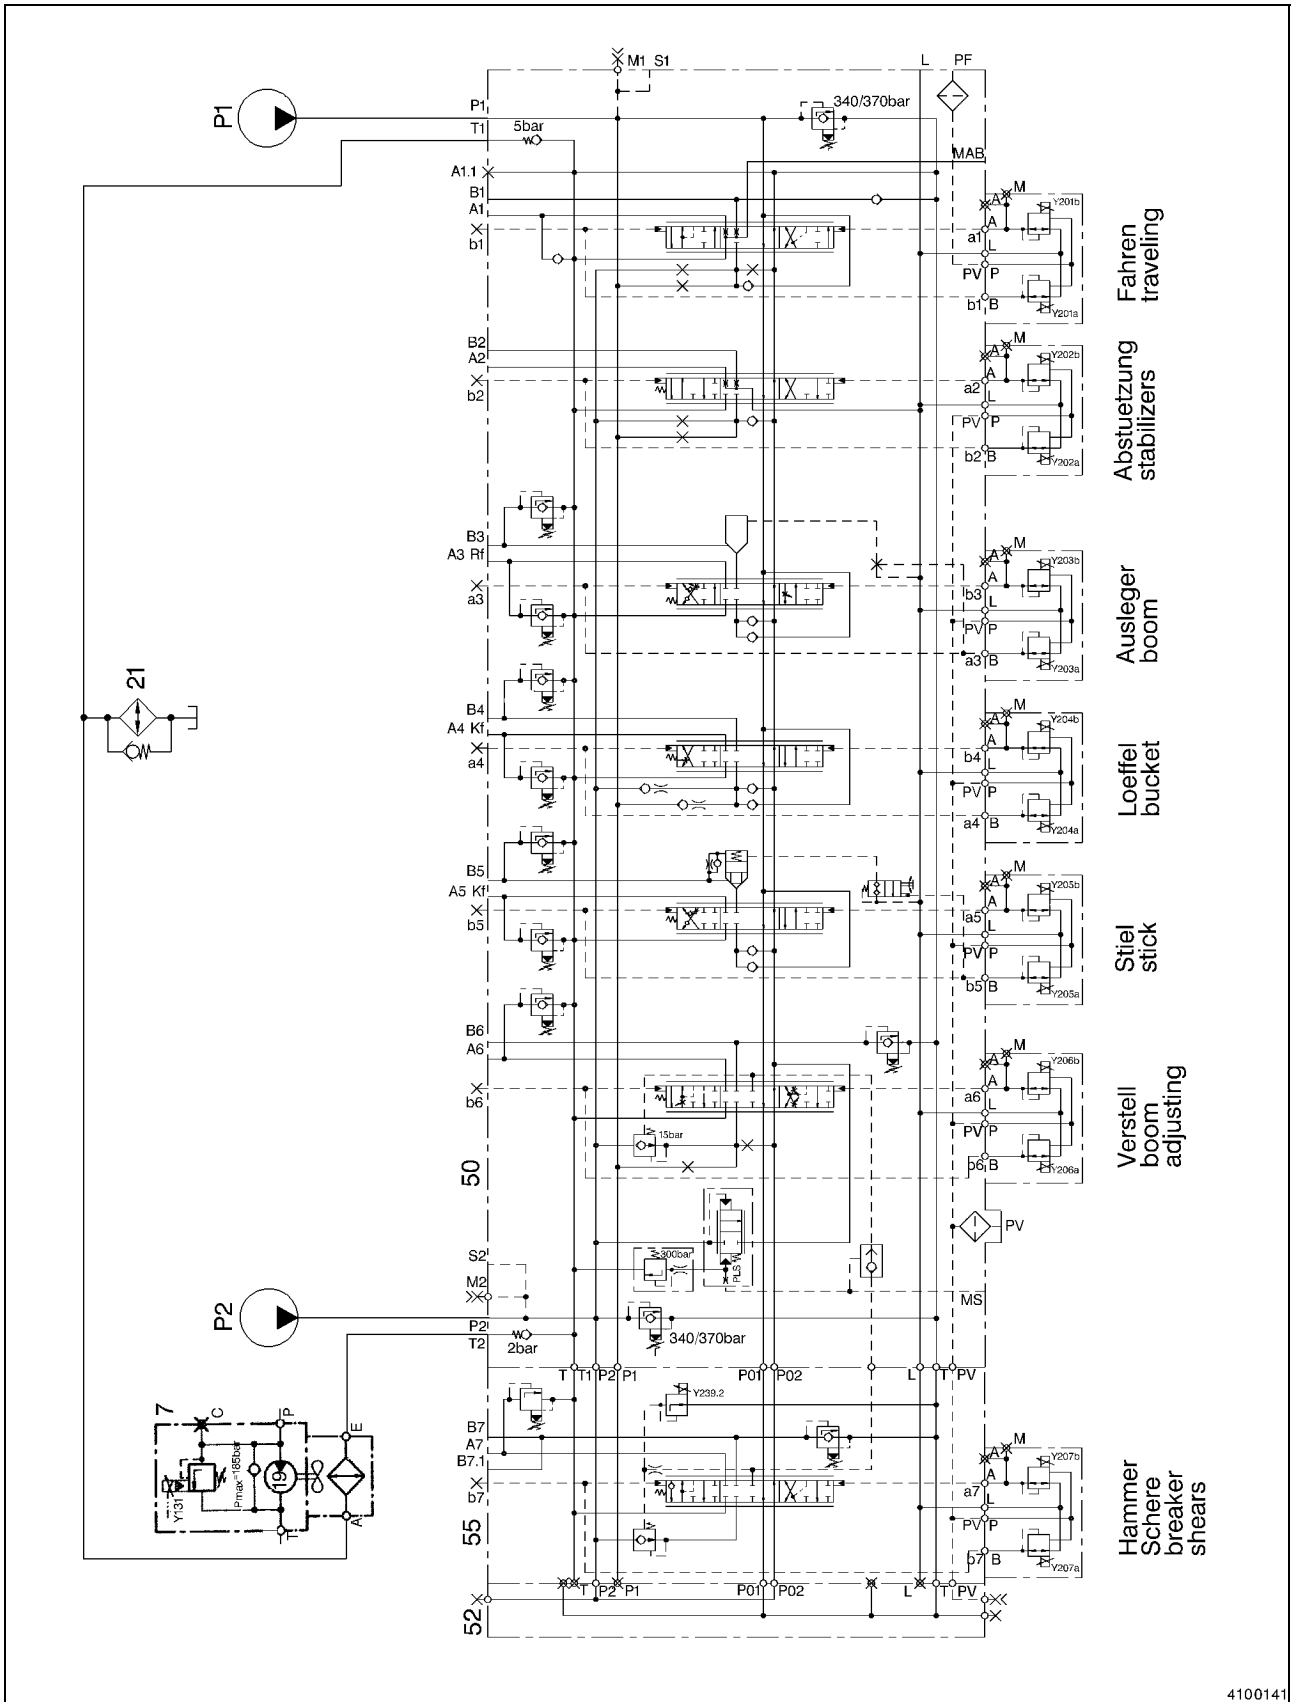 M1 S1
L PF
P1
P1
340/370bar
T1
5bar
MAB
A1.1
B1
A1
b1
M
A
Y201b
A
a1
L
PV P
b1 B
Y201a
Fahren
traveling
B2
A2
b2
M
A
Y202b
A
a2
L
PV P
b2 B
Y202a
Abstuetzung
stabilizers
B3
A3 Rf
a3
M
A
Y203b
A
b3
L
PV P
a3 B
Y203a
Ausleger
boom
21
B4
A4 Kf
a4
M
A
Y204b
A
b4
L
PV P
a4 B
Y204a
Loeffel
bucket
B5
A5 Kf
b5
M
A
Y205b
A
a5
L
PV P
b5 B
Y205a
Stiel
stick
B6
A6
b6
15bar
M
A
Y206b
A
a6
L
PV P
b6 B
Y206a
Verstell
boom
adjusting
50
PV
S2
300bar
PLS
M2
MS
P2
P2
340/370bar
T2
2bar
T T1 P2 P1 P01 P02 L T PV
7
C
P
E
Y131
Pmax=185bar
19
T
A
Y239.2
B7
A7
B7.1
b7
M
A
Y207b
A
a7
L
PV P
b7 B
Y207a
Hammer
Schere
breaker
shears
55
T P2 P1 P01 P02 L T PV
52
4100141